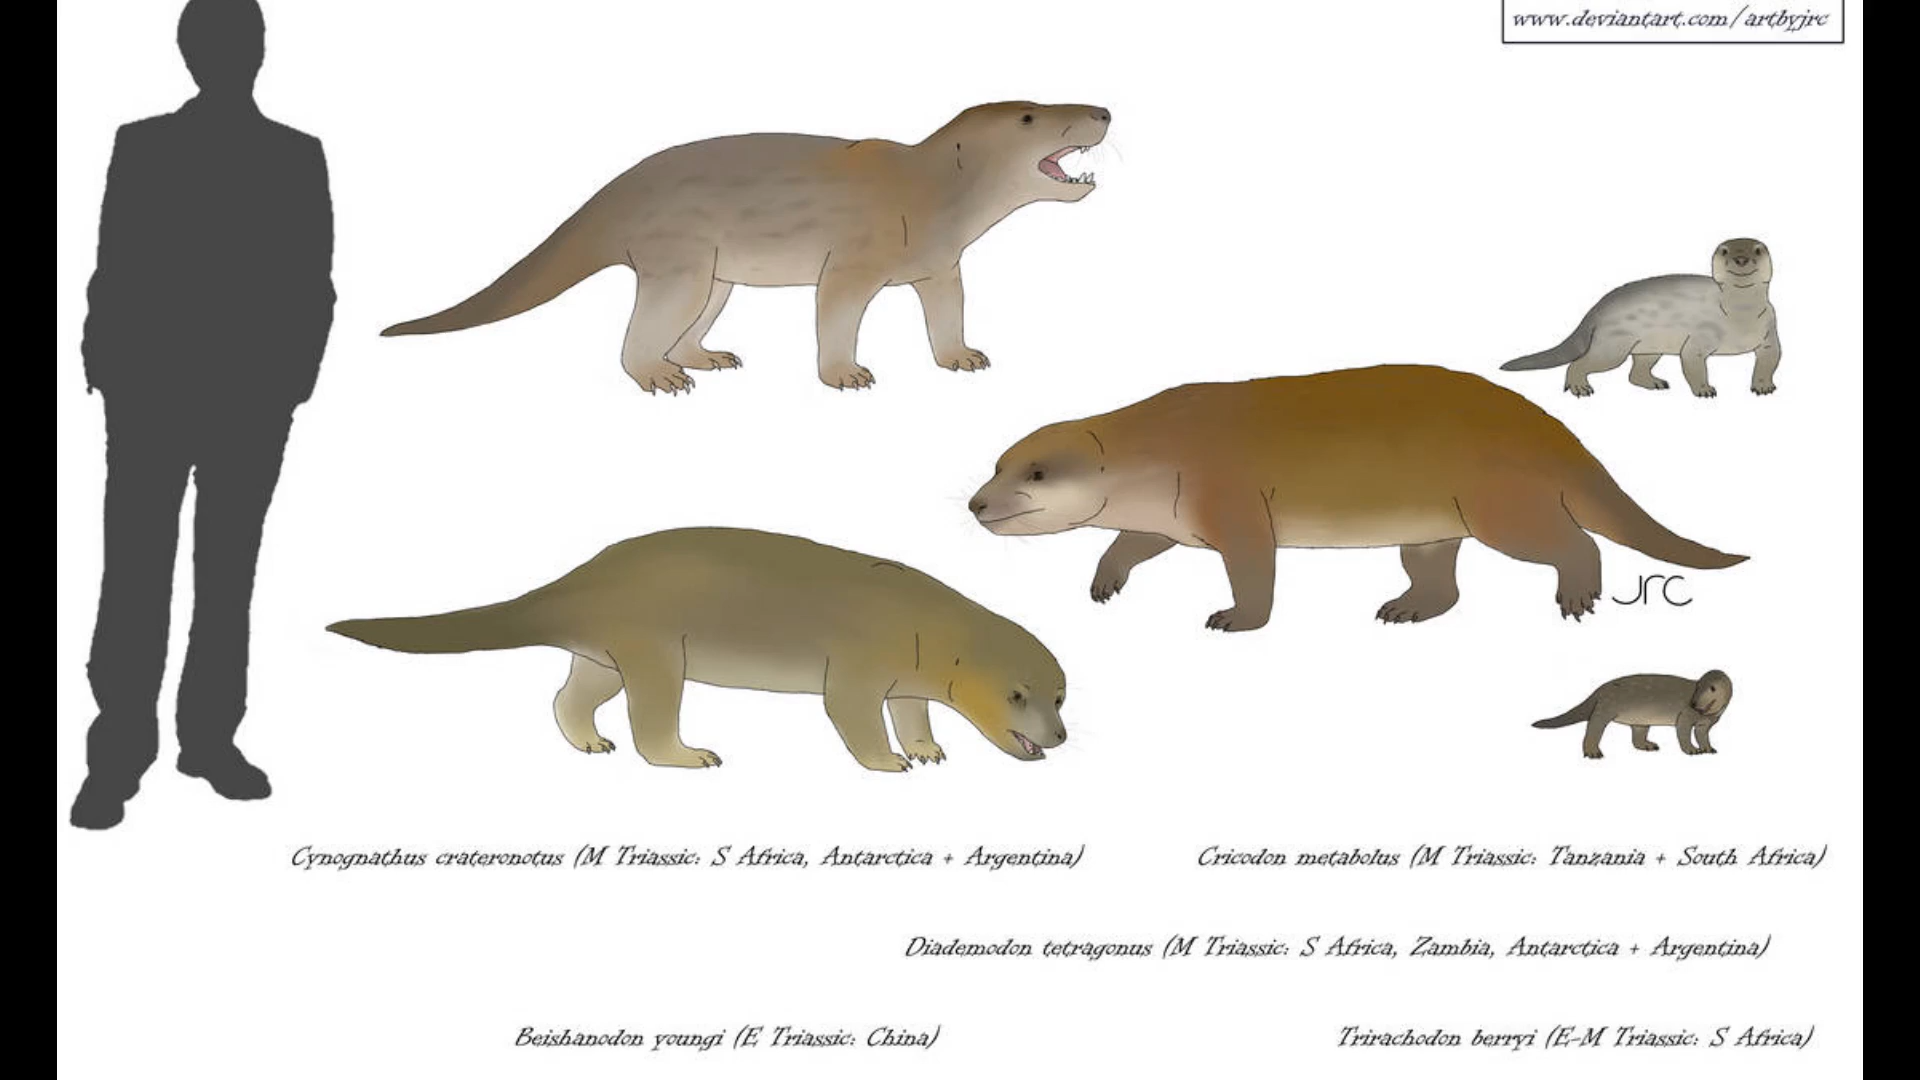 www.deviantart.com/artbyjrc
jrc
Cynognathus crateronotus (M Triassic: S Africa, Antarctica + Argentina)
Cricodon metabolus (M Triassic: Tanzania + South Africa)
Diademodon tetragonus (M Triassic: S Africa, Zambia, Antarctica + Argentina)
Beishanodon youngi (E Triassic: China)
Trirachodon berryi (E-M Triassic: S Africa)